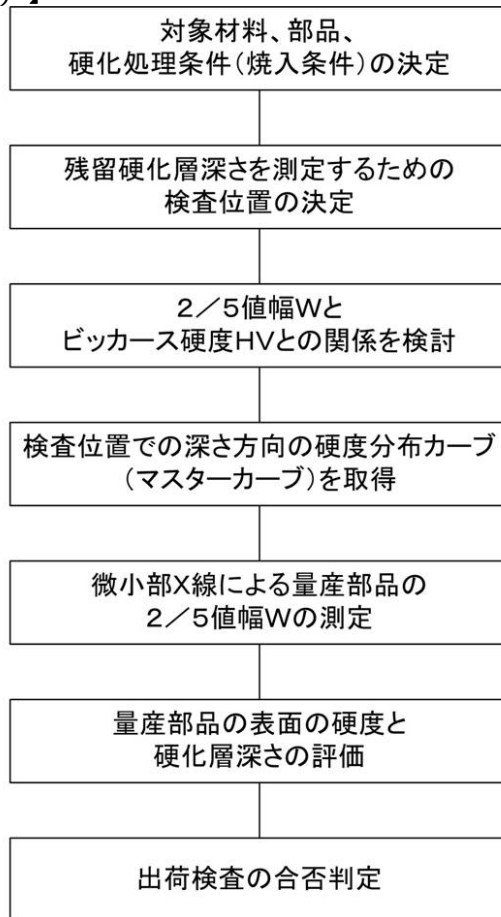 対象材料、部品、
硬化処理条件(焼入条件)の決定
残留硬化層深さを測定するための
検査位置の決定
2/5値幅Wと
ビッカース硬度HVとの関係を検討
検査位置での深さ方向の硬度分布カーブ
(マスターカーブ)を取得
微小部X線による量産部品の
2/5値幅Wの測定
量産部品の表面の硬度と
硬化層深さの評価
出荷検査の合否判定